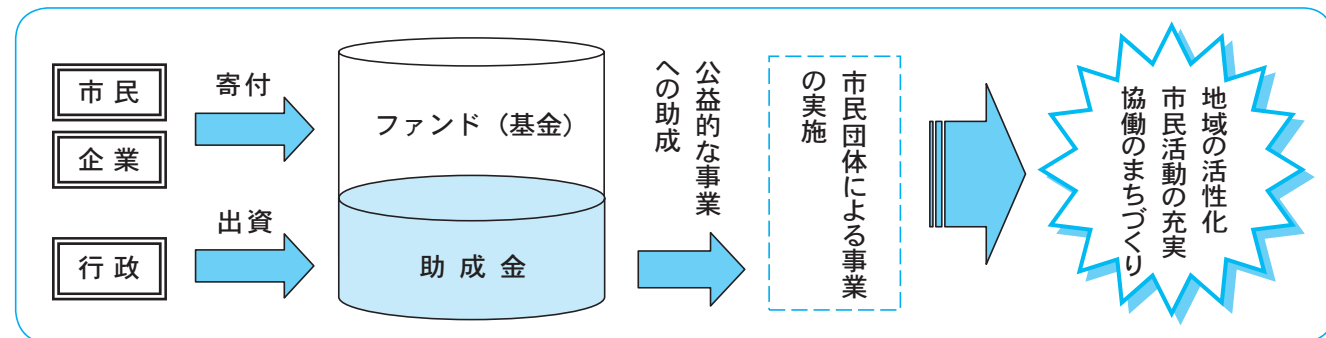 市民
企業
行政
寄付
出資
ファンド（基金）
助成金
公益的な事業
への助成
市民団体による事業
の実施
地域の活性化
市民活動の充実
協働のまちづくり